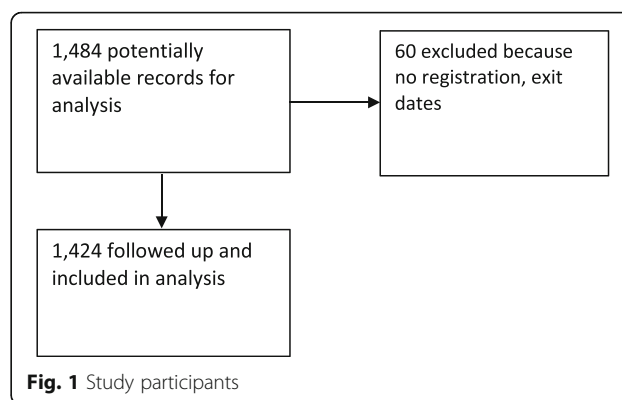 1,484 potentially
available records for
analysis
60 excluded because
no registration, exit
dates
1,424 followed up and
included in analysis
Fig. 1 Study participants